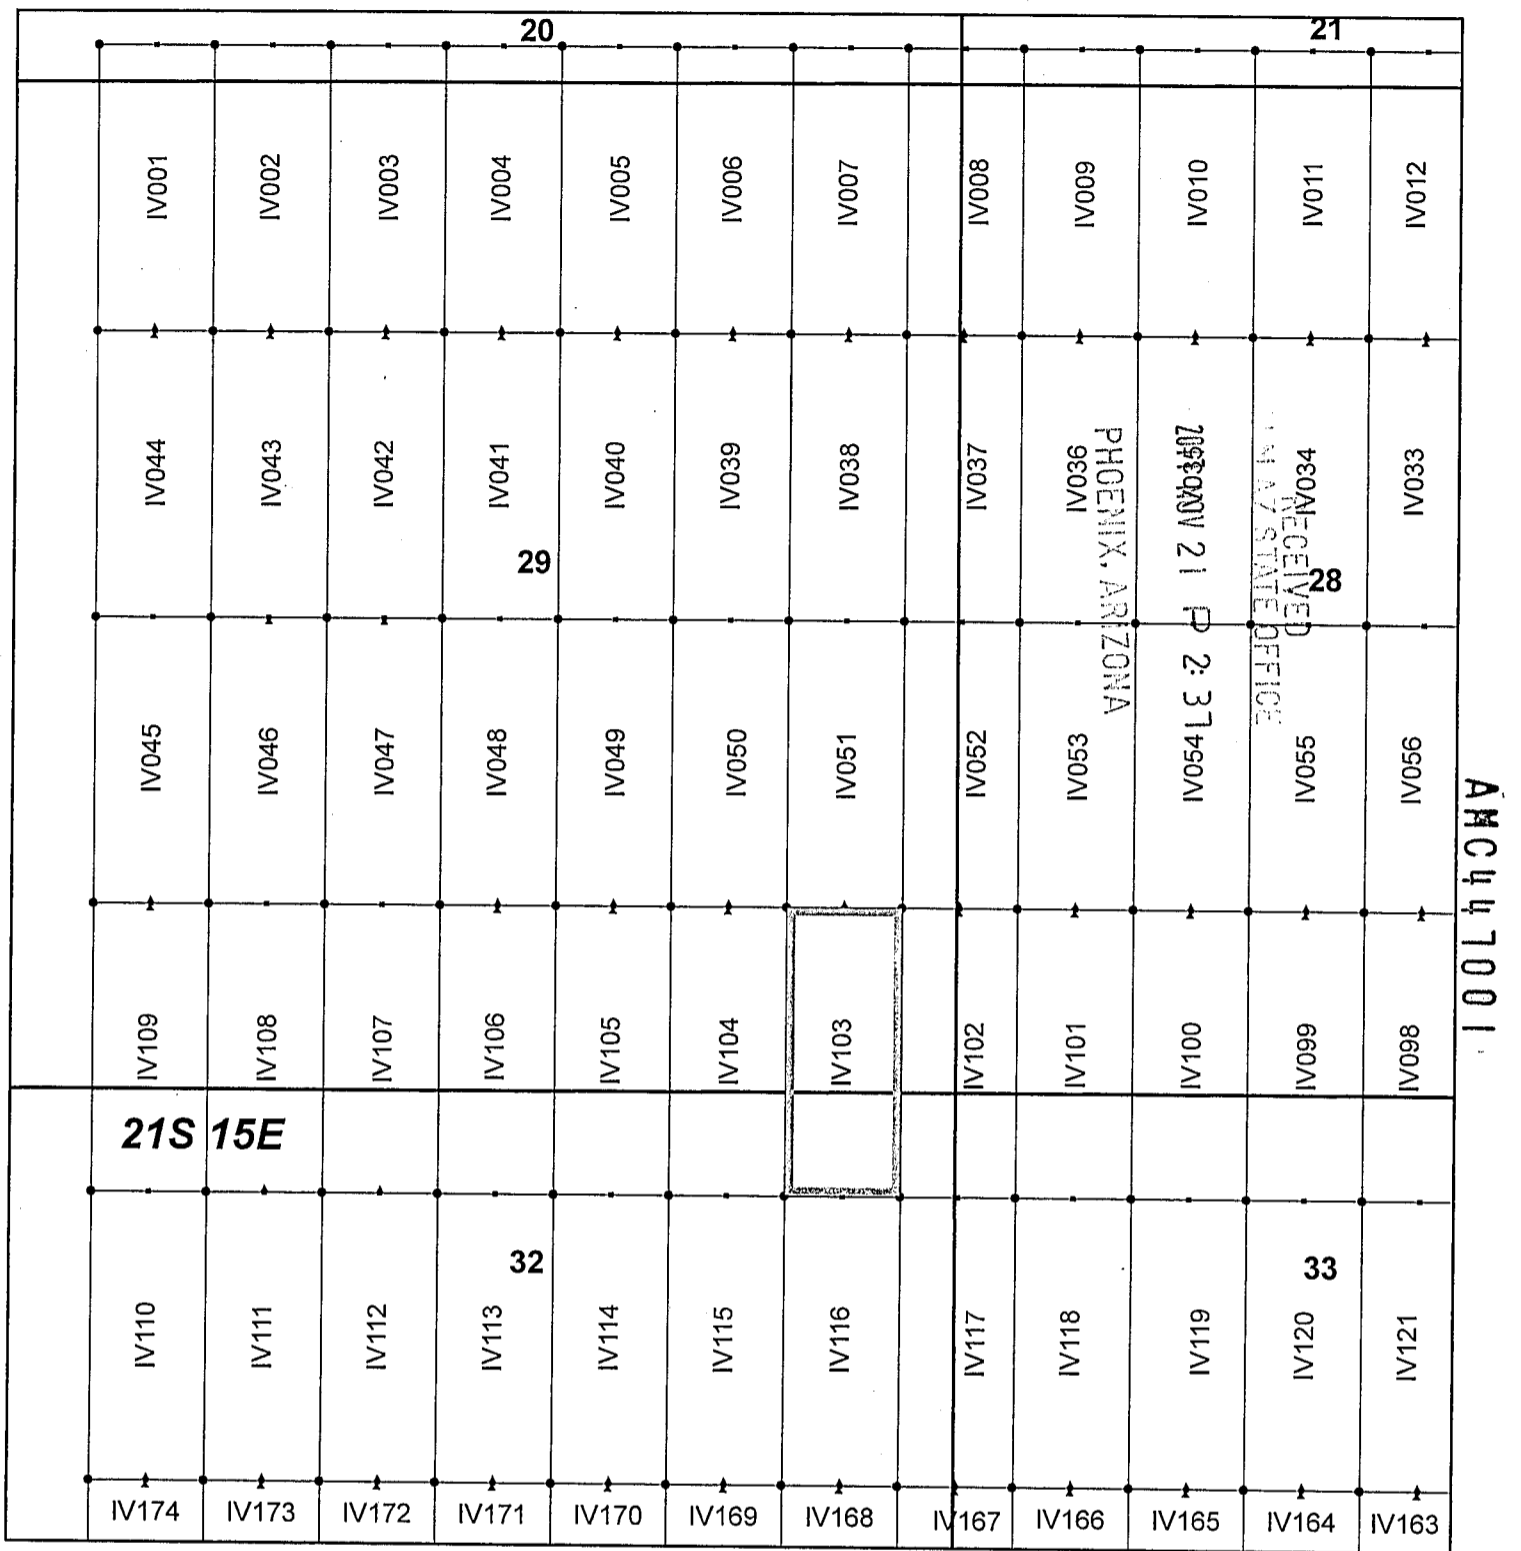 20 21
IV001 IV002 IV003 IV004 IV005 IV006 IV007 IV008 IV009 IV010 IV011 IV012
IV044 IV043 IV042 IV041 IV040 IV039 IV038 IV037 IV036 IV034 IV033
29 28
RECEIVED
AZ STATE OFFICE
NOV 21 P 2:37
PHOENIX, ARIZONA
IV045 IV046 IV047 IV048 IV049 IV050 IV051 IV052 IV053 IV054 IV055 IV056
AMC447001
IV109 IV108 IV107 IV106 IV105 IV104 IV103 IV102 IV101 IV100 IV099 IV098
21S 15E
32 33
IV110 IV111 IV112 IV113 IV114 IV115 IV116 IV117 IV118 IV119 IV120 IV121
IV174 IV173 IV172 IV171 IV170 IV169 IV168 IV167 IV166 IV165 IV164 IV163